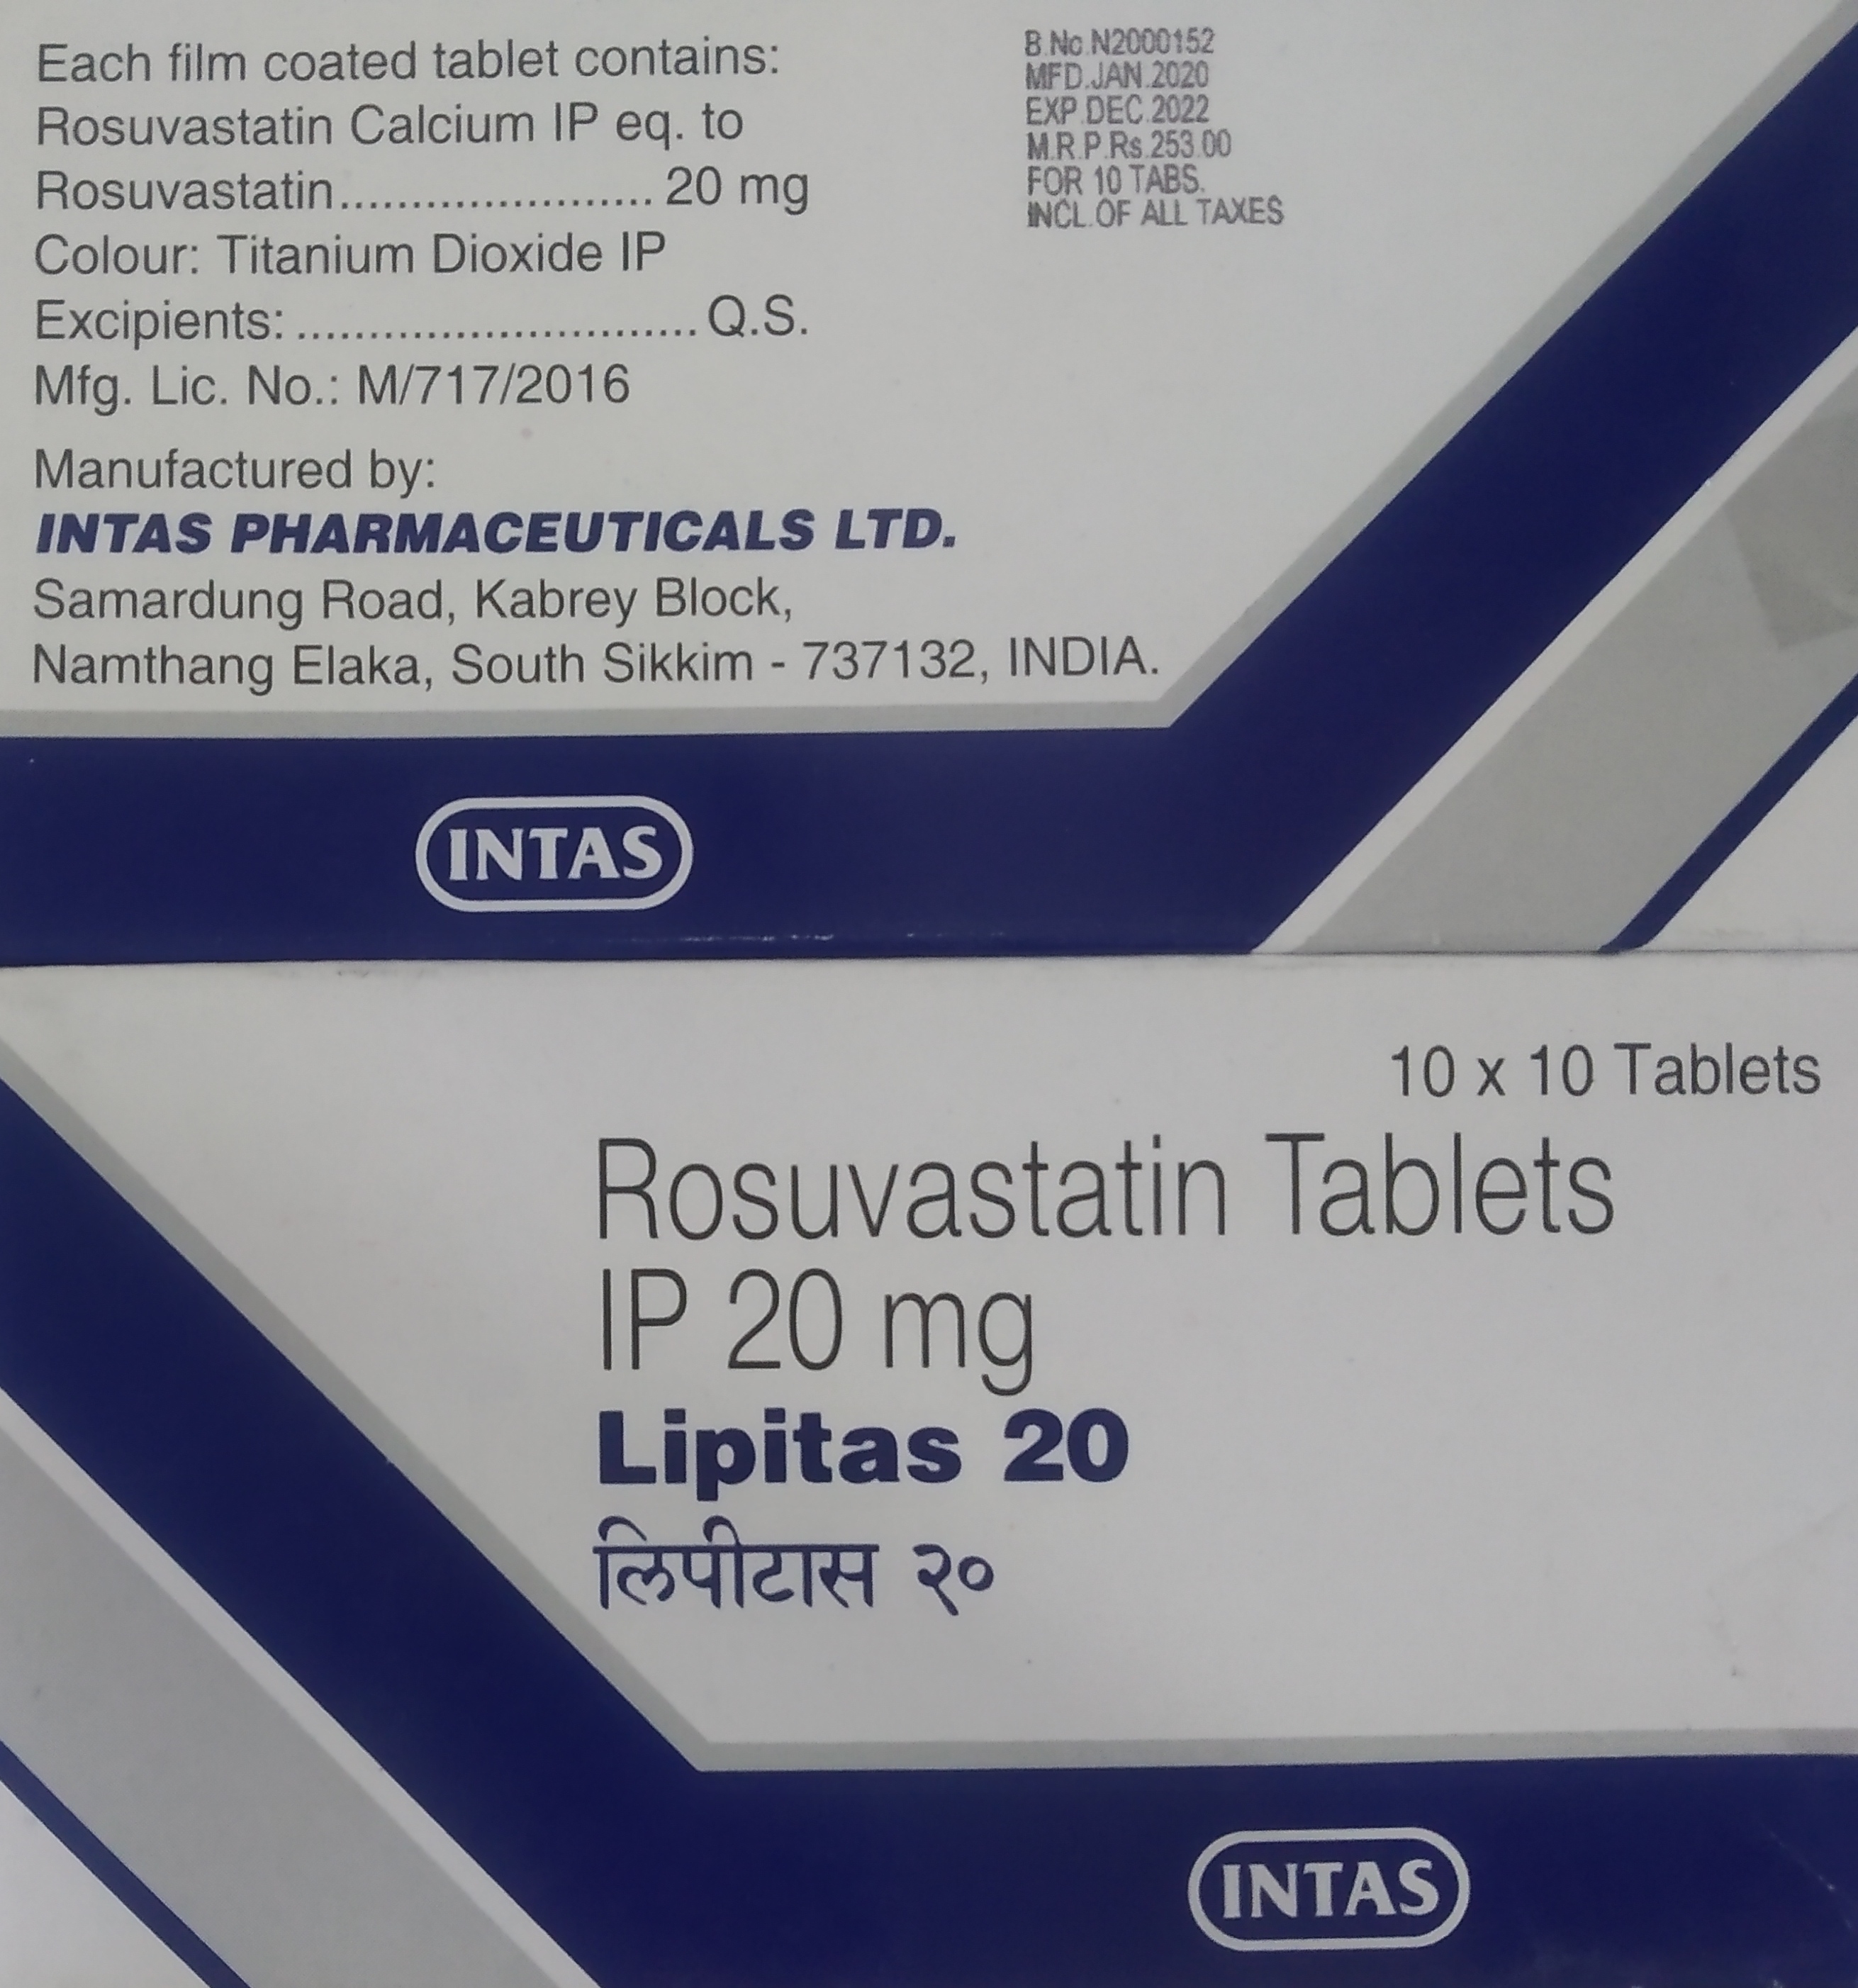 Each film coated tablet contains:
Rosuvastatin Calcium IP eq. to
Rosuvastatin...................... 20 mg
Colour: Titanium Dioxide IP
Excipients: ............................ Q.S.
Mfg. Lic. No.: M/717/2016
Manufactured by:
INTAS PHARMACEUTICALS LTD.
Samardung Road, Kabrey Block,
Namthang Elaka, South Sikkim - 737132, INDIA.
B.No.N2000152
MFD.JAN.2020
EXP.DEC.2022
M.R.P.Rs.253.00
FOR 10 TABS.
INCL.OF ALL TAXES
INTAS
10 x 10 Tablets
Rosuvastatin Tablets
IP 20 mg
Lipitas 20
लिपीटास २०
INTAS